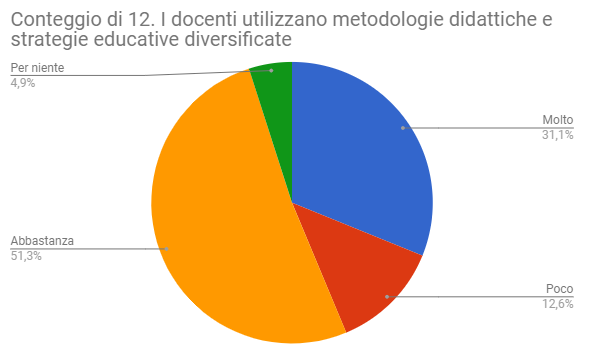 Conteggio di 12. I docenti utilizzano metodologie didattiche e
strategie educative diversificate
Per niente
4,9%
Molto
31,1%
Abbastanza
51,3%
Poco
12,6%